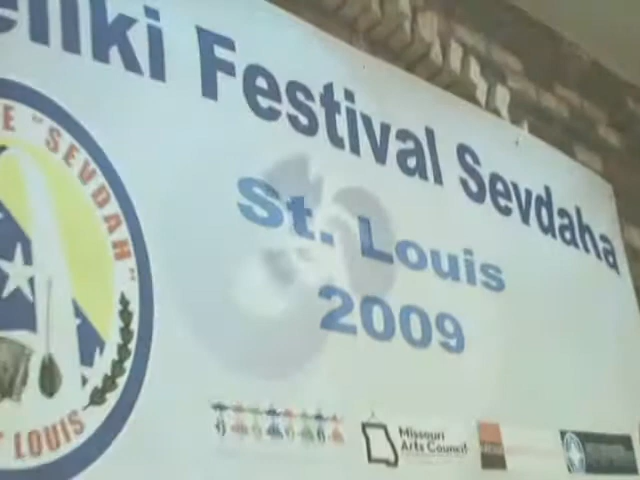 Festival Sevdaha
St. Louis
2009
"SEVDAH"
LOUIS
Missouri
Arts Council